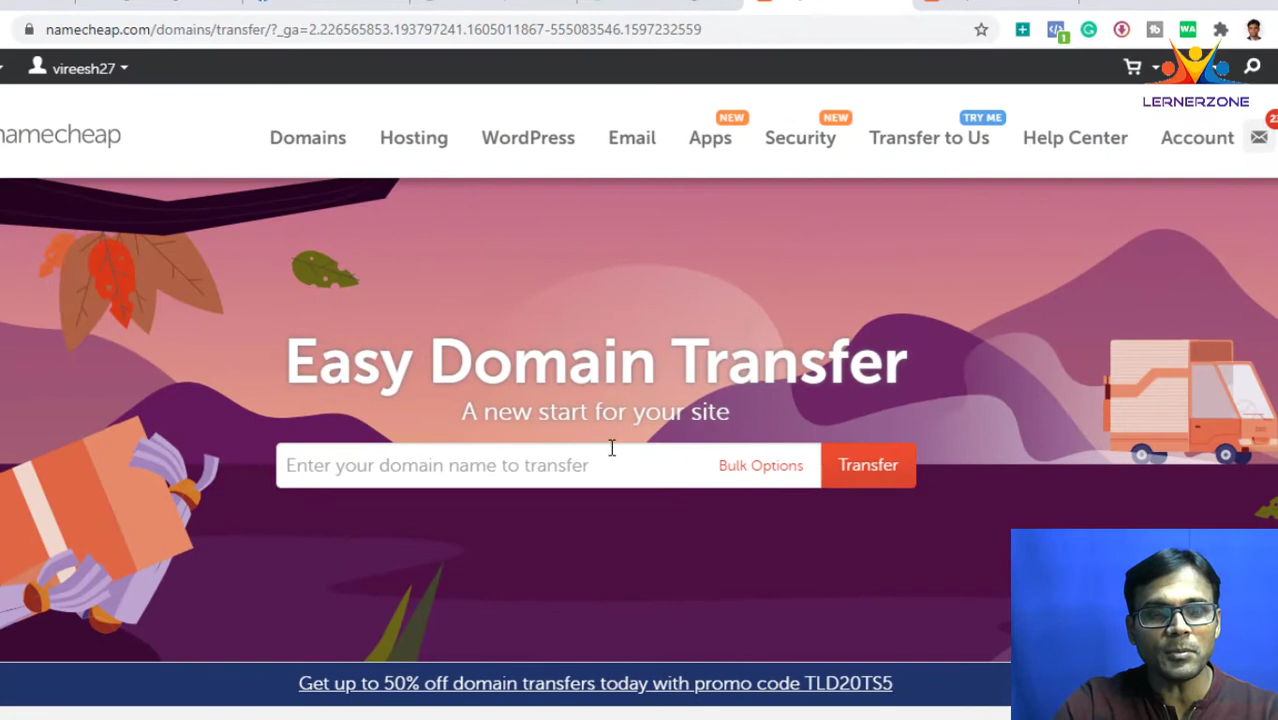 namecheap.com/domains/transfer/?_ga=2.226565853.193797241.1605011867-555083546.1597232559
1
tb
WA
vireesh27
LERNERZONE
namecheap
Domains
Hosting
WordPress
Email
Apps
NEW
Security
NEW
Transfer to Us
TRY ME
Help Center
Account
Easy Domain Transfer
A new start for your site
Enter your domain name to transfer
Bulk Options
Transfer
Get up to 50% off domain transfers today with promo code TLD20TS5